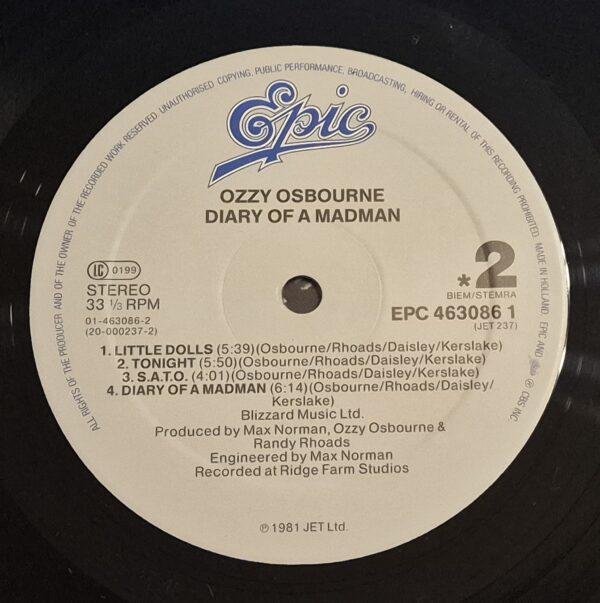 ALL RIGHTS OF THE PRODUCER AND OF THE OWNER OF THE RECORDED WORK RESERVED. UNAUTHORISED COPYING, PUBLIC PERFORMANCE, BROADCASTING, HIRING OR RENTAL OF THIS RECORDING PROHIBITED. MADE IN HOLLAND. EPIC AND
℗ CBS INC
Epic
OZZY OSBOURNE
DIARY OF A MADMAN
LC 0199
STEREO
33 ⅓ RPM
01-463086-2
(20-000237-2)
*2
BIEM/STEMRA
EPC 463086 1
(JET 237)
1. LITTLE DOLLS (5:39)(Osbourne/Rhoads/Daisley/Kerslake)
2. TONIGHT (5:50)(Osbourne/Rhoads/Daisley/Kerslake)
3. S.A.T.O. (4:01)(Osbourne/Rhoads/Daisley/Kerslake)
4. DIARY OF A MADMAN (6:14)(Osbourne/Rhoads/Daisley/
Kerslake)
Blizzard Music Ltd.
Produced by Max Norman, Ozzy Osbourne &
Randy Rhoads
Engineered by Max Norman
Recorded at Ridge Farm Studios
℗ 1981 JET Ltd.